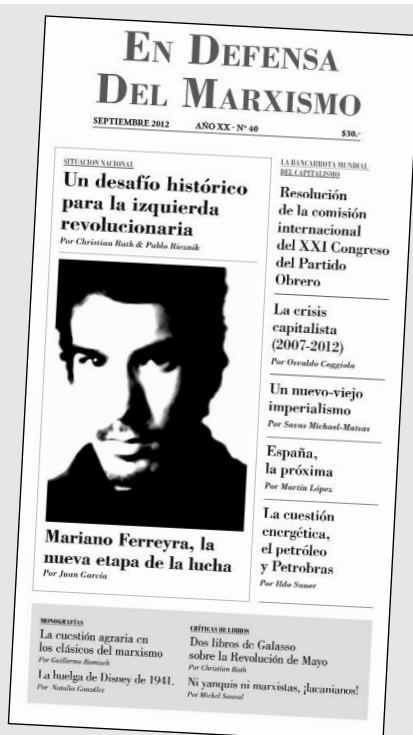 En Defensa
Del Marxismo
SEPTIEMBRE 2012 AÑO XX - Nº 40 $30.-
SITUACION NACIONAL
Un desafío histórico
para la izquierda
revolucionaria
Por Christian Rath & Pablo Rieznik
Mariano Ferreyra, la
nueva etapa de la lucha
Por Juan García
LA BANCARROTA MUNDIAL
DEL CAPITALISMO
Resolución
de la comisión
internacional
del XXI Congreso
del Partido
Obrero
La crisis
capitalista
(2007-2012)
Por Osvaldo Coggiola
Un nuevo-viejo
imperialismo
Por Savas Michael-Matsas
España,
la próxima
Por Martín López
La cuestión
energética,
el petróleo
y Petrobras
Por Ildo Sauer
MONOGRAFÍAS
La cuestión agraria en
los clásicos del marxismo
Por Guillermo Ramisch
La huelga de Disney de 1941.
Por Natalia González
CRÍTICAS DE LIBROS
Dos libros de Galasso
sobre la Revolución de Mayo
Por Christian Rath
Ni yanquis ni marxistas, ¡lacanianos!
Por Michel Sauval